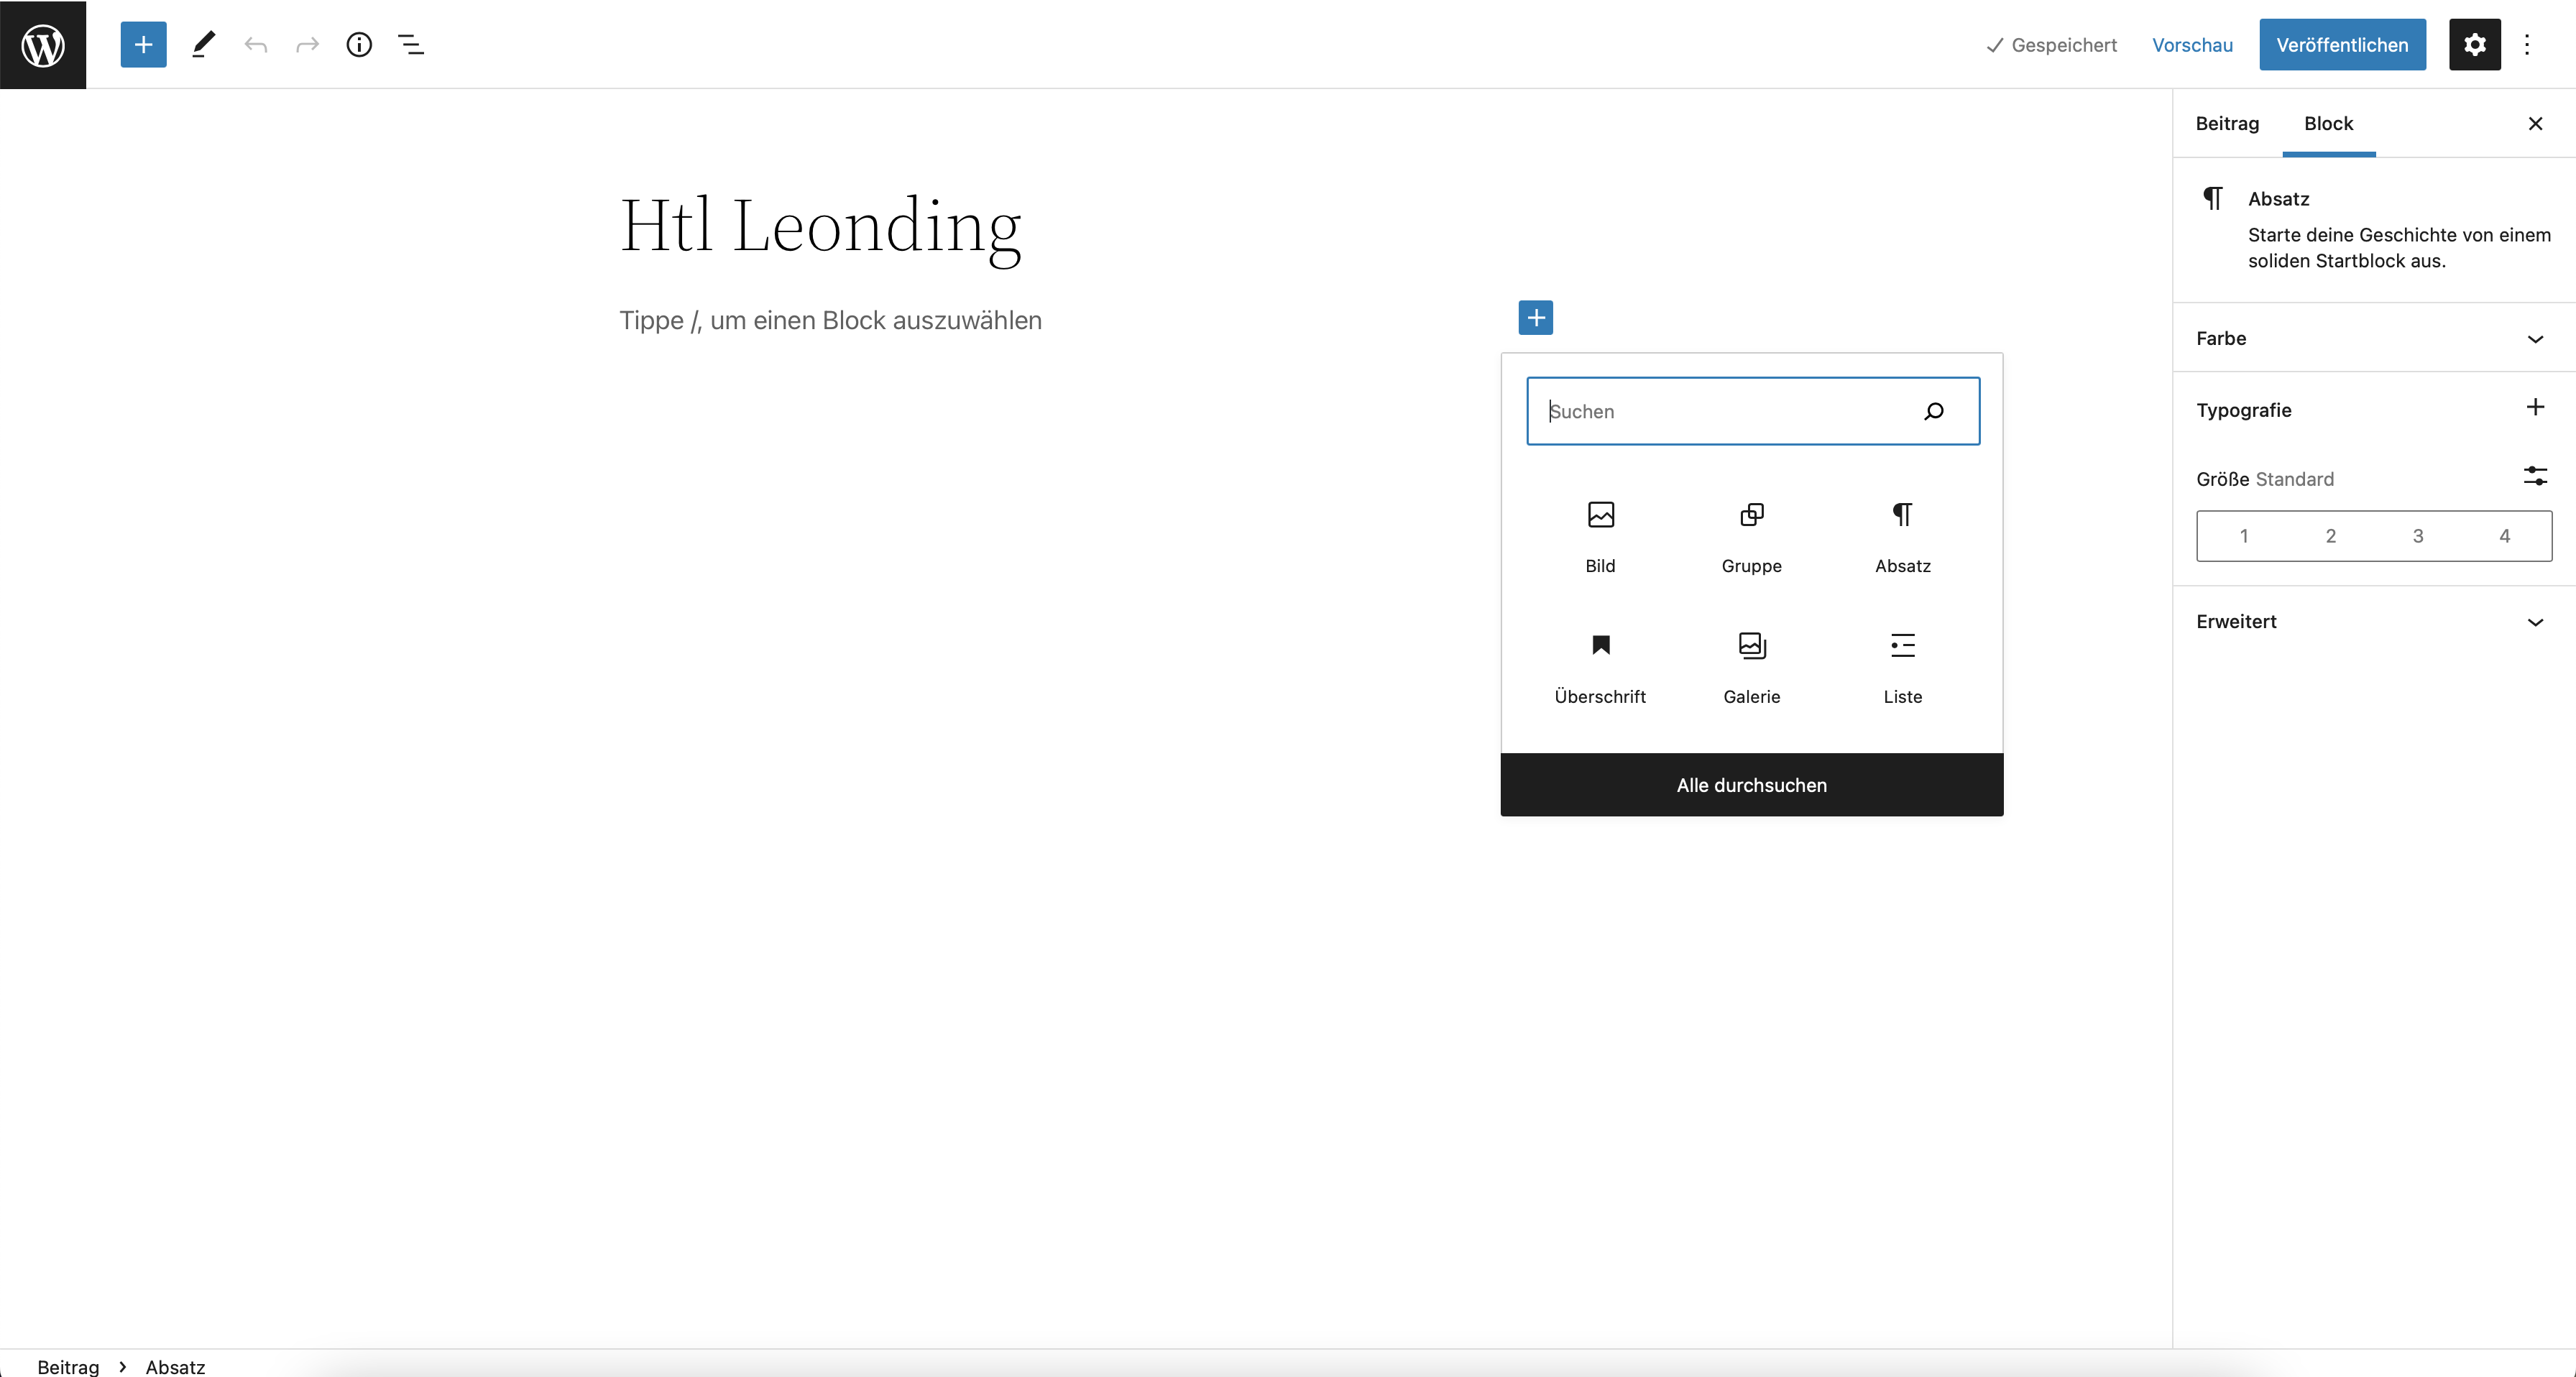 Gespeichert
Vorschau
Veröffentlichen
Beitrag
Block
Absatz
Starte deine Geschichte von einem
soliden Startblock aus.
Farbe
Typografie
Größe Standard
1 2 3 4
Erweitert
Htl Leonding
Tippe /, um einen Block auszuwählen
Suchen
Bild
Gruppe
Absatz
Überschrift
Galerie
Liste
Alle durchsuchen
Beitrag
Absatz